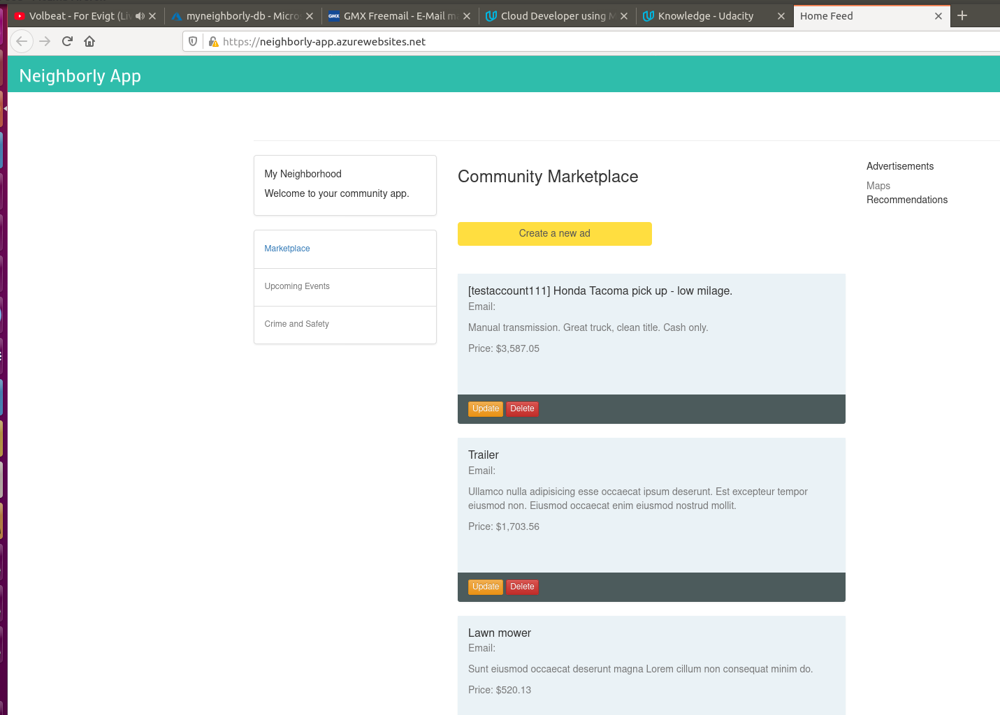 Volbeat - For Evigt (Liv
myneighborly-db - Micros
GMX Freemail - E-Mail ma
Cloud Developer using M
Knowledge - Udacity
Home Feed
https://neighborly-app.azurewebsites.net
Neighborly App
My Neighborhood
Welcome to your community app.
Marketplace
Upcoming Events
Crime and Safety
Community Marketplace
Create a new ad
[testaccount111] Honda Tacoma pick up - low milage.
Email:
Manual transmission. Great truck, clean title. Cash only.
Price: $3,587.05
Update Delete
Trailer
Email:
Ullamco nulla adipisicing esse occaecat ipsum deserunt. Est excepteur tempor
eiusmod non. Eiusmod occaecat enim eiusmod nostrud mollit.
Price: $1,703.56
Update Delete
Lawn mower
Email:
Sunt eiusmod occaecat deserunt magna Lorem cillum non consequat minim do.
Price: $520.13
Advertisements
Maps
Recommendations